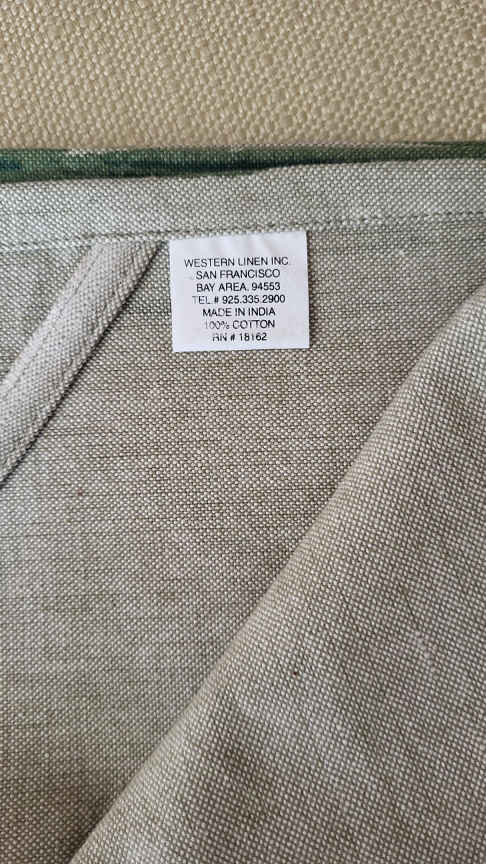 WESTERN LINEN INC.
SAN FRANCISCO
BAY AREA. 94553
TEL # 925.335.2900
MADE IN INDIA
100% COTTON
RN # 18162